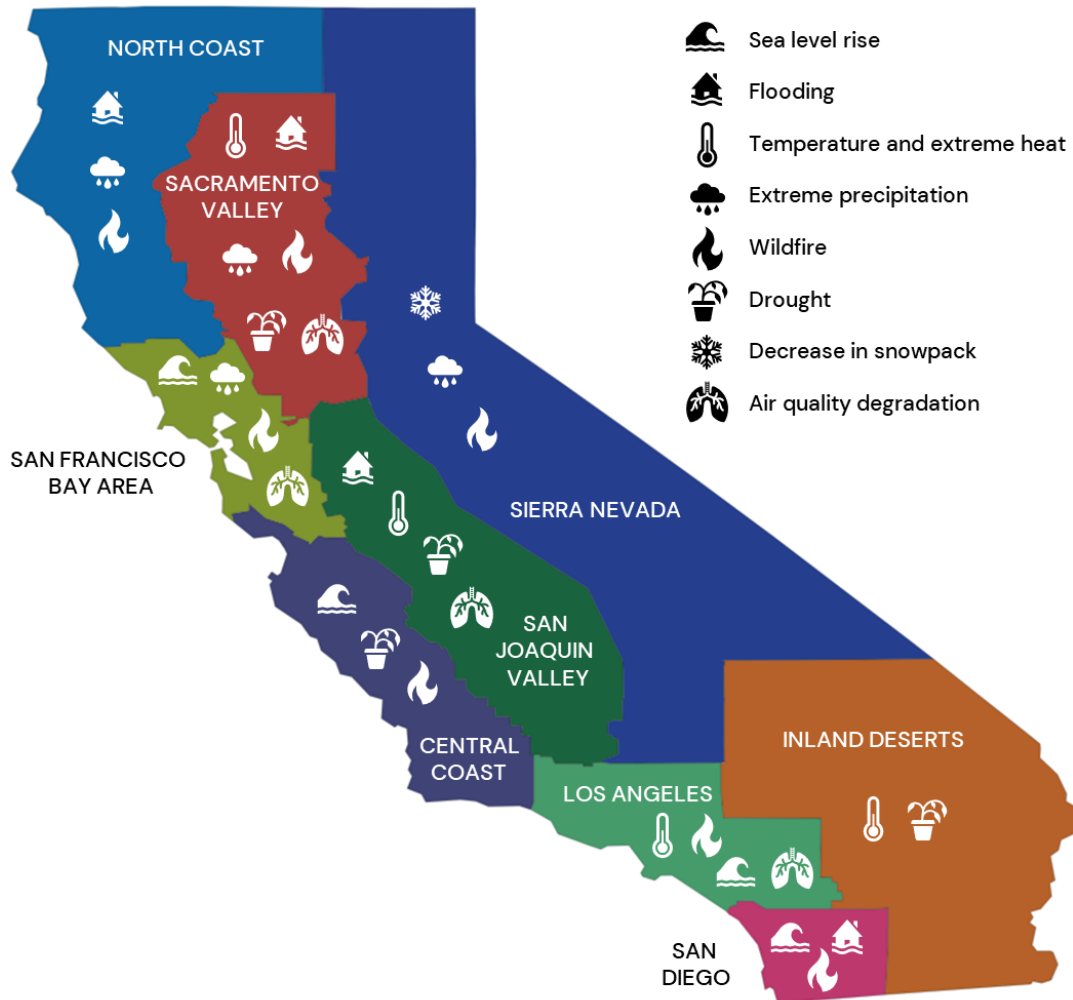 NORTH COAST
SACRAMENTO
VALLEY
SAN FRANCISCO
BAY AREA
SIERRA NEVADA
SAN
JOAQUIN
VALLEY
CENTRAL
COAST
INLAND DESERTS
LOS ANGELES
SAN
DIEGO
Sea level rise
Flooding
Temperature and extreme heat
Extreme precipitation
Wildfire
Drought
Decrease in snowpack
Air quality degradation